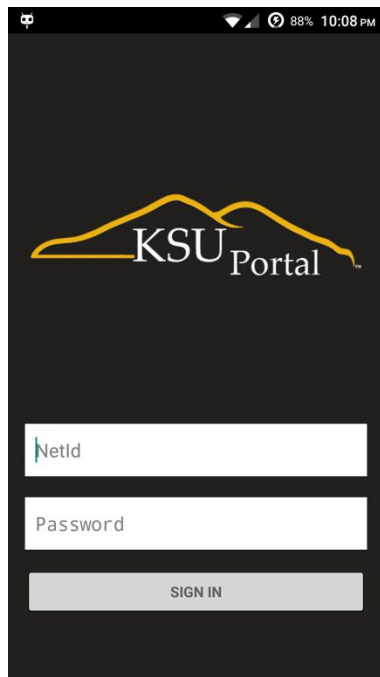 88% 10:08 PM
KSU Portal
™
NetId
Password
SIGN IN